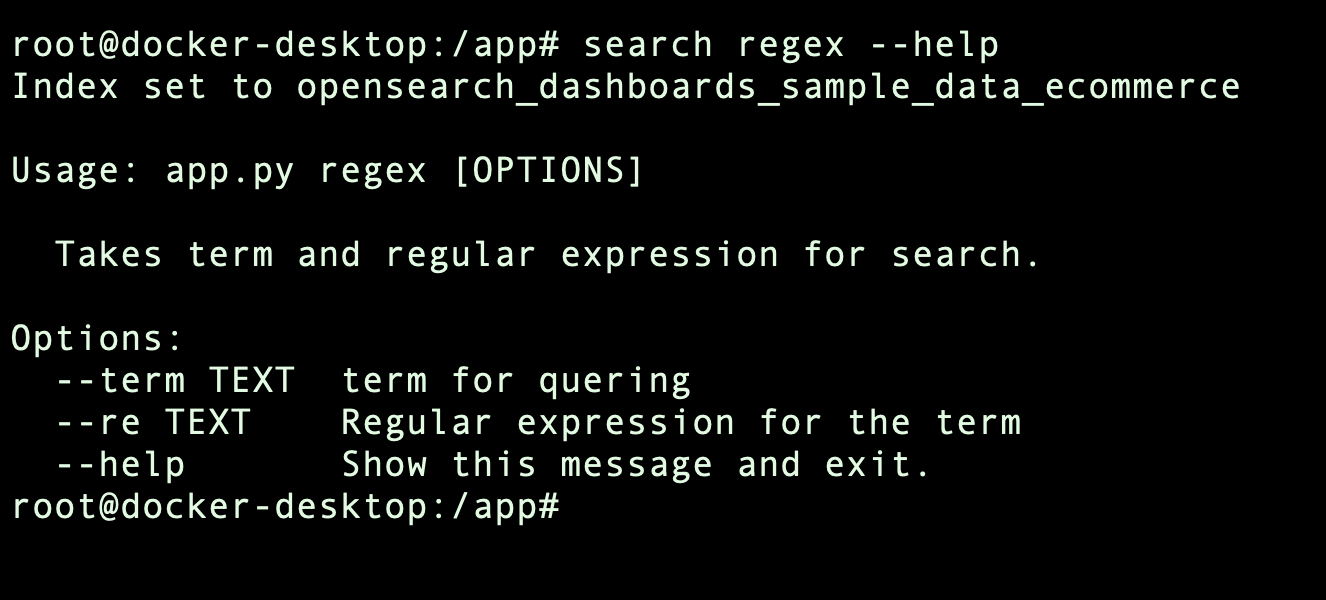 root@docker-desktop:/app# search regex --help
Index set to opensearch_dashboards_sample_data_ecommerce
Usage: app.py regex [OPTIONS]
Takes term and regular expression for search.
Options:
--term TEXT  term for quering
--re TEXT    Regular expression for the term
--help       Show this message and exit.
root@docker-desktop:/app#